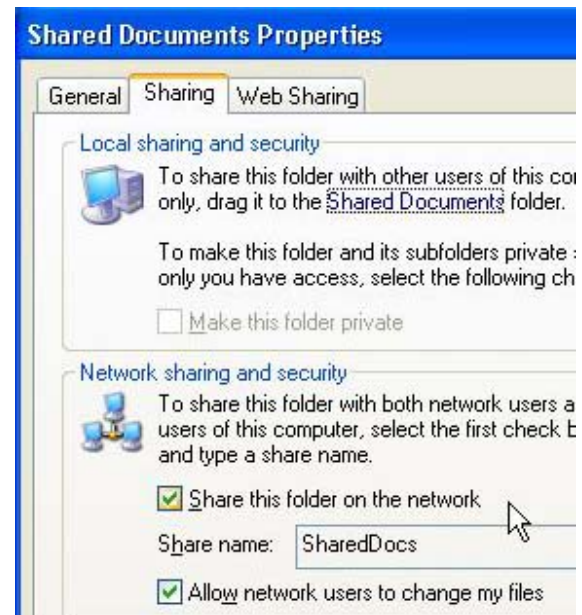 Shared Documents Properties
General Sharing Web Sharing
Local sharing and security
To share this folder with other users of this
only, drag it to the Shared Documents folder.
To make this folder and its subfolders private
only you have access, select the following
Make this folder private
Network sharing and security
To share this folder with both network users
users of this computer, select the first check
and type a share name.
Share this folder on the network
Share name: SharedDocs
Allow network users to change my files